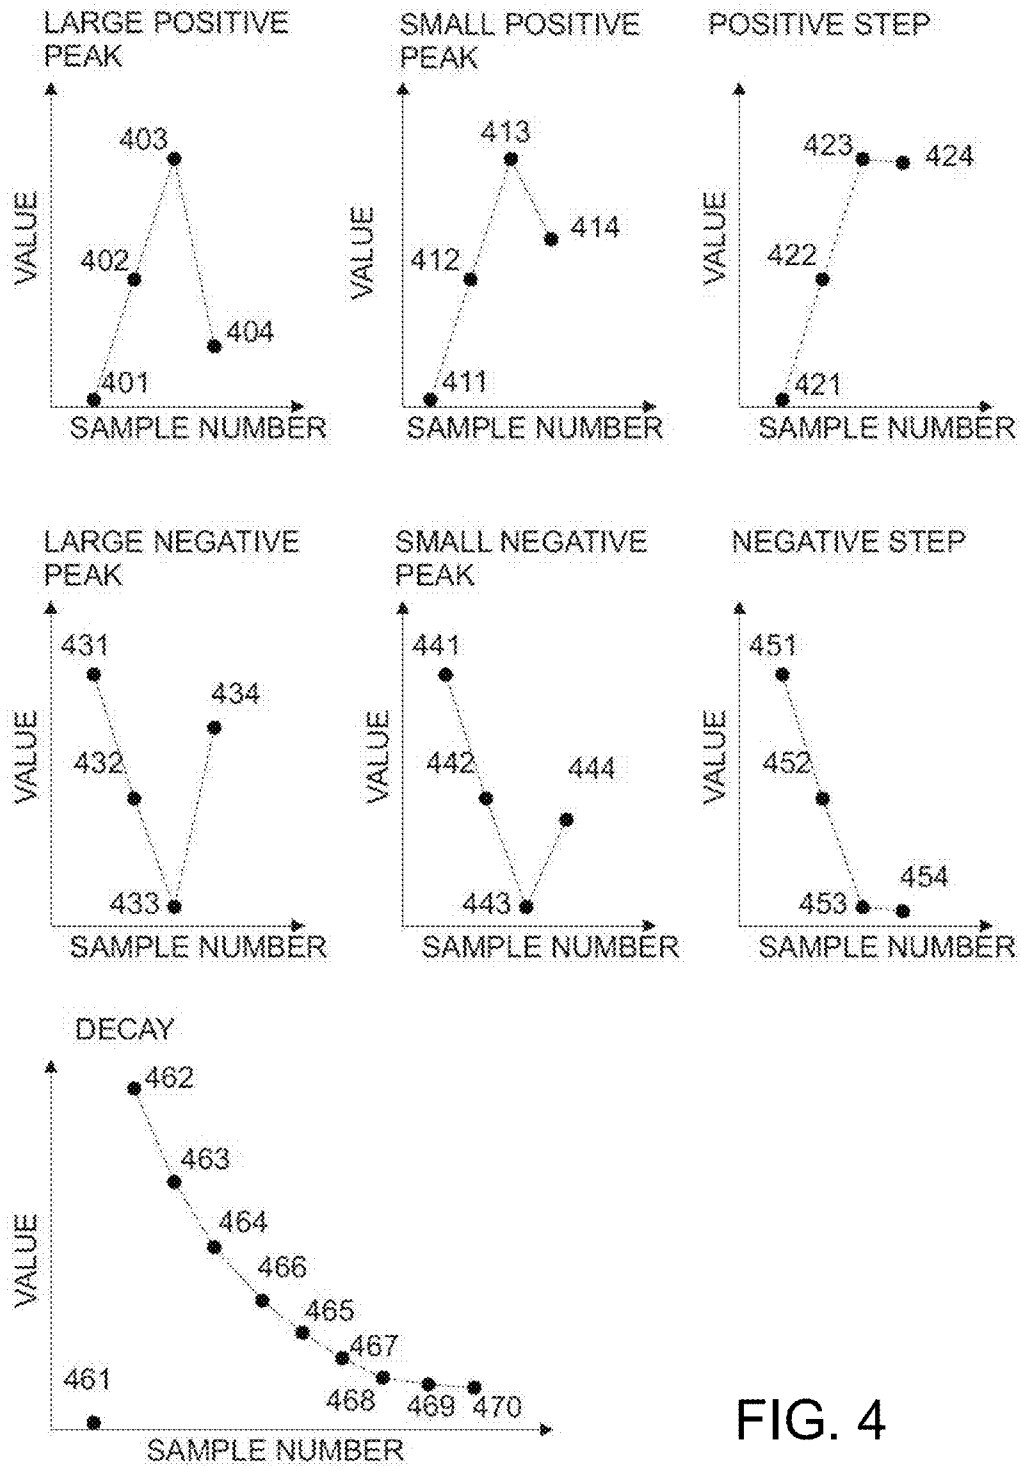 LARGE POSITIVE
PEAK
403
402
404
401
VALUE
SAMPLE NUMBER
SMALL POSITIVE
PEAK
413
412
414
411
VALUE
SAMPLE NUMBER
POSITIVE STEP
423
424
422
421
VALUE
SAMPLE NUMBER
LARGE NEGATIVE
PEAK
431
434
432
433
VALUE
SAMPLE NUMBER
SMALL NEGATIVE
PEAK
441
442
444
443
VALUE
SAMPLE NUMBER
NEGATIVE STEP
451
452
454
453
VALUE
SAMPLE NUMBER
DECAY
462
463
464
466
465
467
468
469
470
461
VALUE
SAMPLE NUMBER
FIG. 4